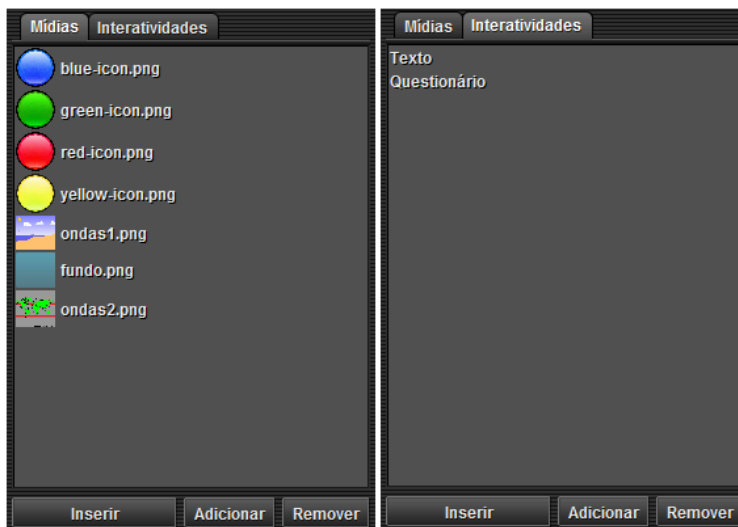 Mídias Interatividades
blue-icon.png
green-icon.png
red-icon.png
yellow-icon.png
ondas1.png
fundo.png
ondas2.png
Inserir Adicionar Remover
Mídias Interatividades
Texto
Questionário
Inserir Adicionar Remover